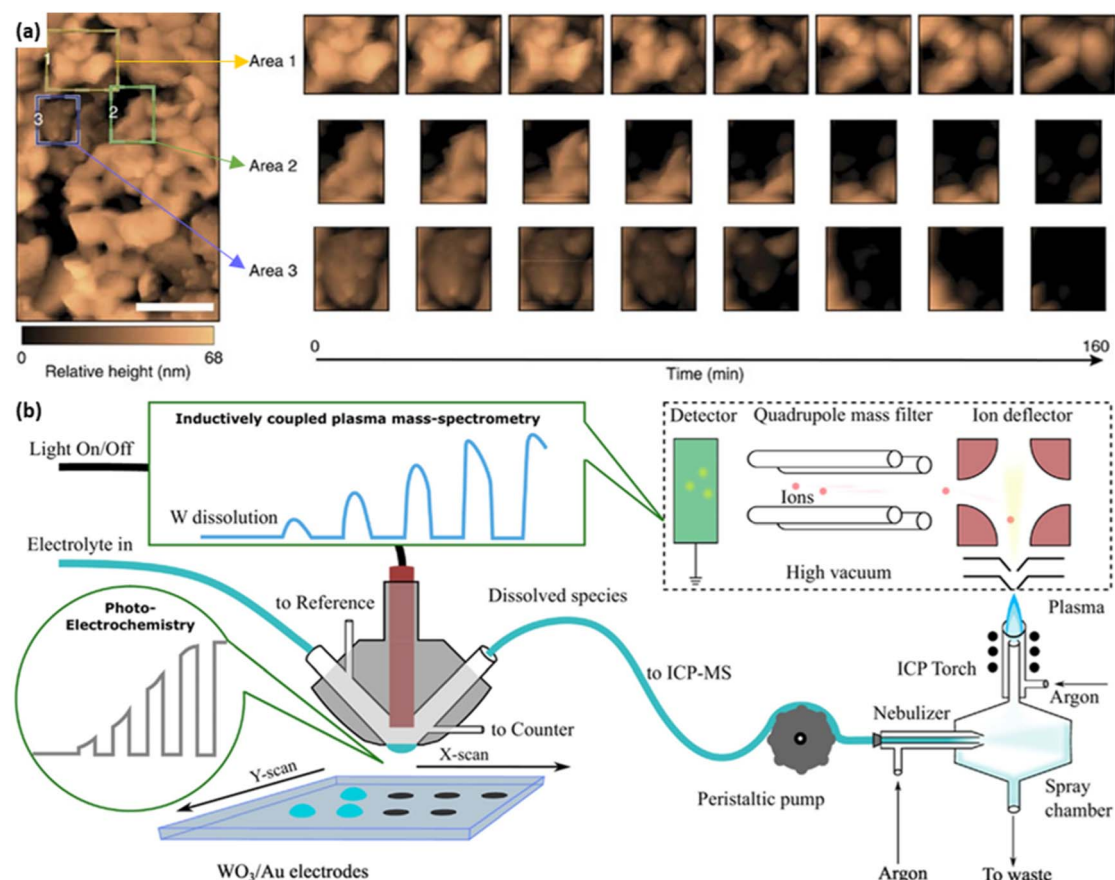 (a)
1
2
3
Area 1
Area 2
Area 3
0
68
Relative height (nm)
0
160
Time (min)
(b)
Light On/Off
Inductively coupled plasma mass-spectrometry
W dissolution
Detector
Quadrupole mass filter
Ion deflector
Ions
High vacuum
Electrolyte in
to Reference
Dissolved species
Plasma
Photo-
Electrochemistry
to ICP-MS
ICP Torch
Argon
Nebulizer
to Counter
X-scan
Y-scan
Peristaltic pump
Spray
chamber
WO₃/Au electrodes
Argon
To waste